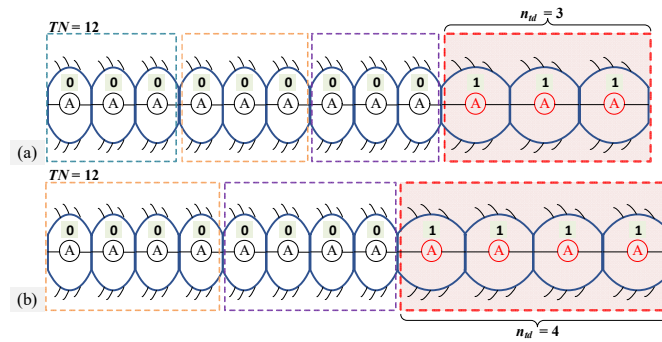 TN = 12
n_td = 3
0 0 0 0 0 0 0 0 0 1 1 1
A A A A A A A A A A A A
(a)
TN = 12
0 0 0 0 0 0 0 0 1 1 1 1
A A A A A A A A A A A A
(b)
n_td = 4